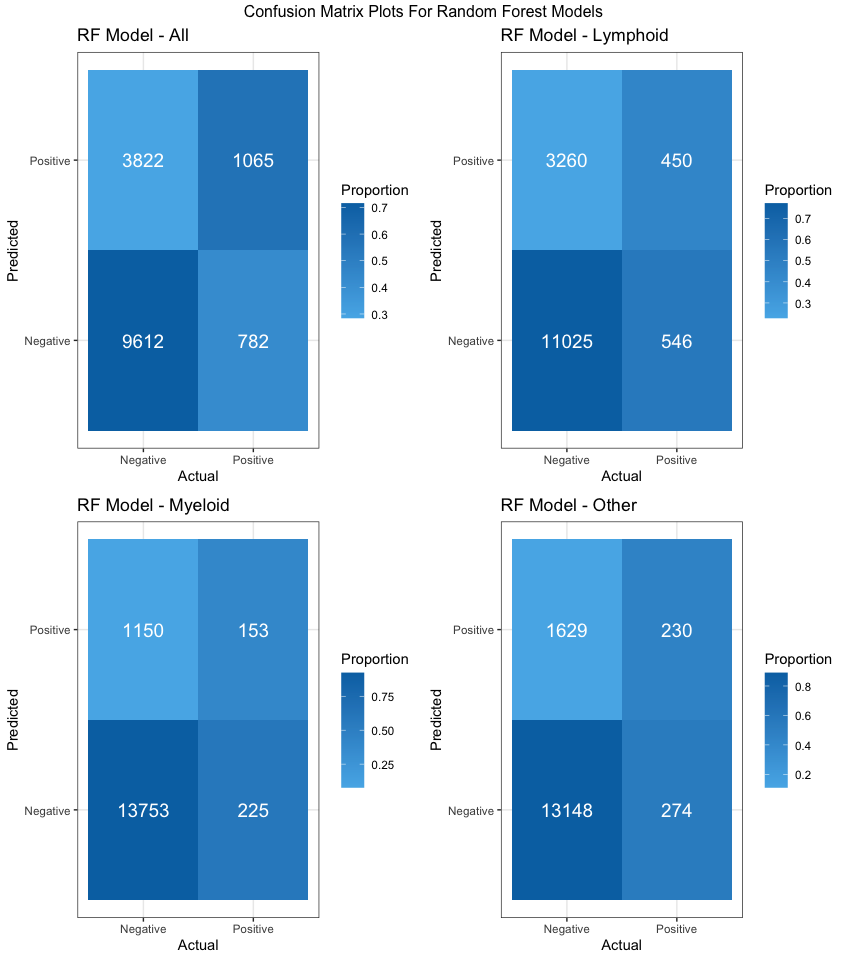 Confusion Matrix Plots For Random Forest Models
RF Model - All
Predicted
Positive
Negative
3822
1065
9612
782
Negative
Positive
Actual
Proportion
0.7
0.6
0.5
0.4
0.3
RF Model - Lymphoid
Predicted
Positive
Negative
3260
450
11025
546
Negative
Positive
Actual
Proportion
0.7
0.6
0.5
0.4
0.3
RF Model - Myeloid
Predicted
Positive
Negative
1150
153
13753
225
Negative
Positive
Actual
Proportion
0.75
0.50
0.25
RF Model - Other
Predicted
Positive
Negative
1629
230
13148
274
Negative
Positive
Actual
Proportion
0.8
0.6
0.4
0.2